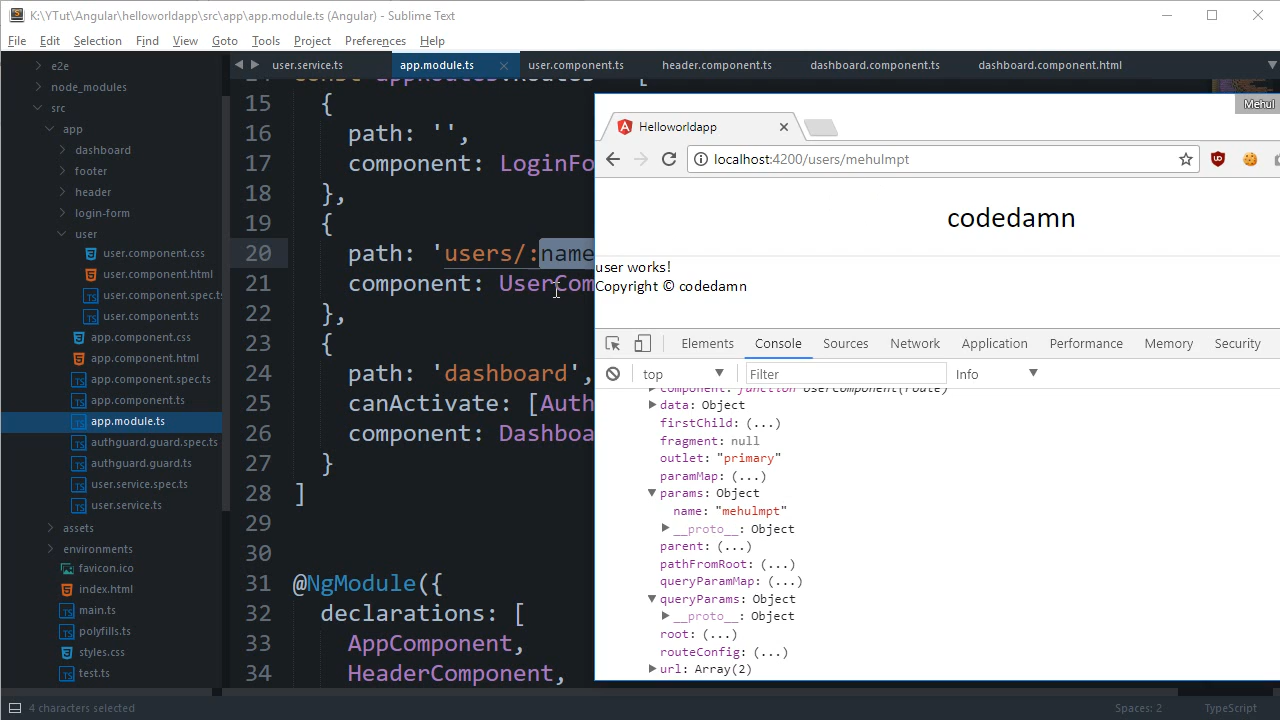 K:\YTut\Angular\helloworldapp\src\app\app.module.ts (Angular) - Sublime Text
File Edit Selection Find View Goto Tools Project Preferences Help
user.service.ts app.module.ts user.component.ts header.component.ts dashboard.component.ts dashboard.component.html
e2e
node_modules
src
app
dashboard
footer
header
login-form
user
user.component.css
user.component.html
user.component.spec.ts
user.component.ts
app.component.css
app.component.html
app.component.spec.ts
app.component.ts
app.module.ts
authguard.guard.spec.ts
authguard.guard.ts
user.service.spec.ts
user.service.ts
assets
environments
favicon.ico
index.html
main.ts
polyfills.ts
styles.css
test.ts
15 {
16 path: '',
17 component: LoginFo
18 },
19 {
20 path: 'users/:name
21 component: UserCom
22 },
23 {
24 path: 'dashboard',
25 canActivate: [Auth
26 component: Dashboa
27 }
28 ]
29
30
31 @NgModule({
32 declarations: [
33 AppComponent,
34 HeaderComponent,
Mehul
Helloworldapp
localhost:4200/users/mehulmpt
codedamn
user works!
Copyright © codedamn
Elements Console Sources Network Application Performance Memory Security
top Filter Info
component: function UserComponent(route)
data: Object
firstChild: (...)
fragment: null
outlet: "primary"
paramMap: (...)
params: Object
name: "mehulmpt"
__proto__: Object
parent: (...)
pathFromRoot: (...)
queryParamMap: (...)
queryParams: Object
__proto__: Object
root: (...)
routeConfig: (...)
url: Array(2)
4 characters selected Spaces: 2 TypeScript